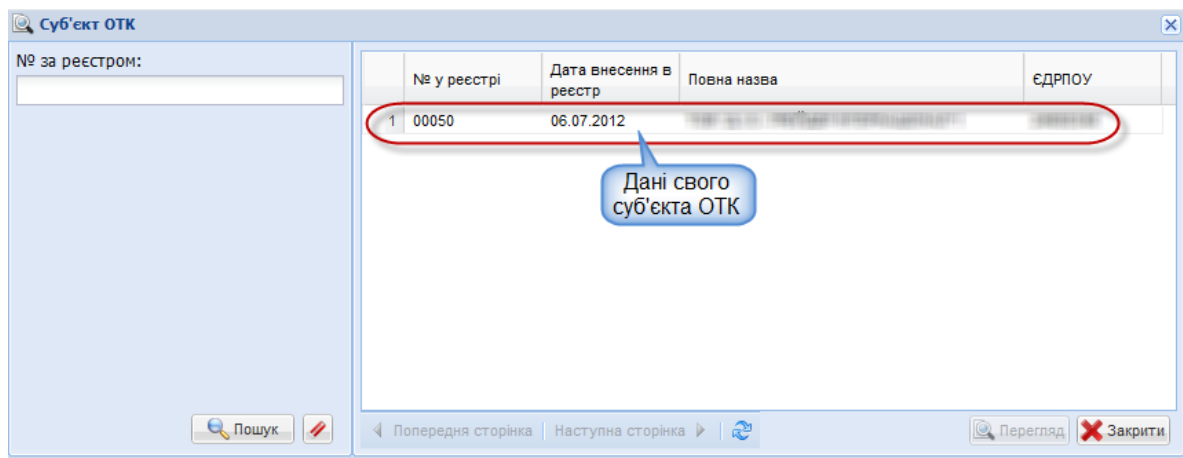 Суб'єкт ОТК
№ за реєстром:
№ у реєстрі
Дата внесення в
реєстр
Повна назва
ЄДРПОУ
1 00050 06.07.2012
Дані свого
суб'єкта ОТК
Пошук
Попередня сторінка Наступна сторінка
Перегляд
Закрити